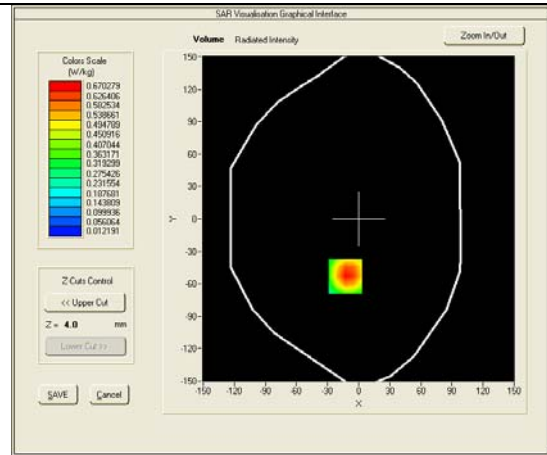 SAR Visualisation Graphical Interface
Volume Radiated Intensity
Zoom In/Out
Colors Scale
(W/kg)
0.670279
0.626406
0.582534
0.538661
0.494789
0.450916
0.407044
0.363171
0.319299
0.275426
0.231554
0.187681
0.143809
0.099936
0.056064
0.012191
Z Cuts Control
<< Upper Cut
Z = 4.0 mm
Lower Cut >>
SAVE Cancel
150
120
90
60
30
0
-30
-60
-90
-120
-150
Y
-150 -120 -90 -60 -30 0 30 60 90 120 150
X